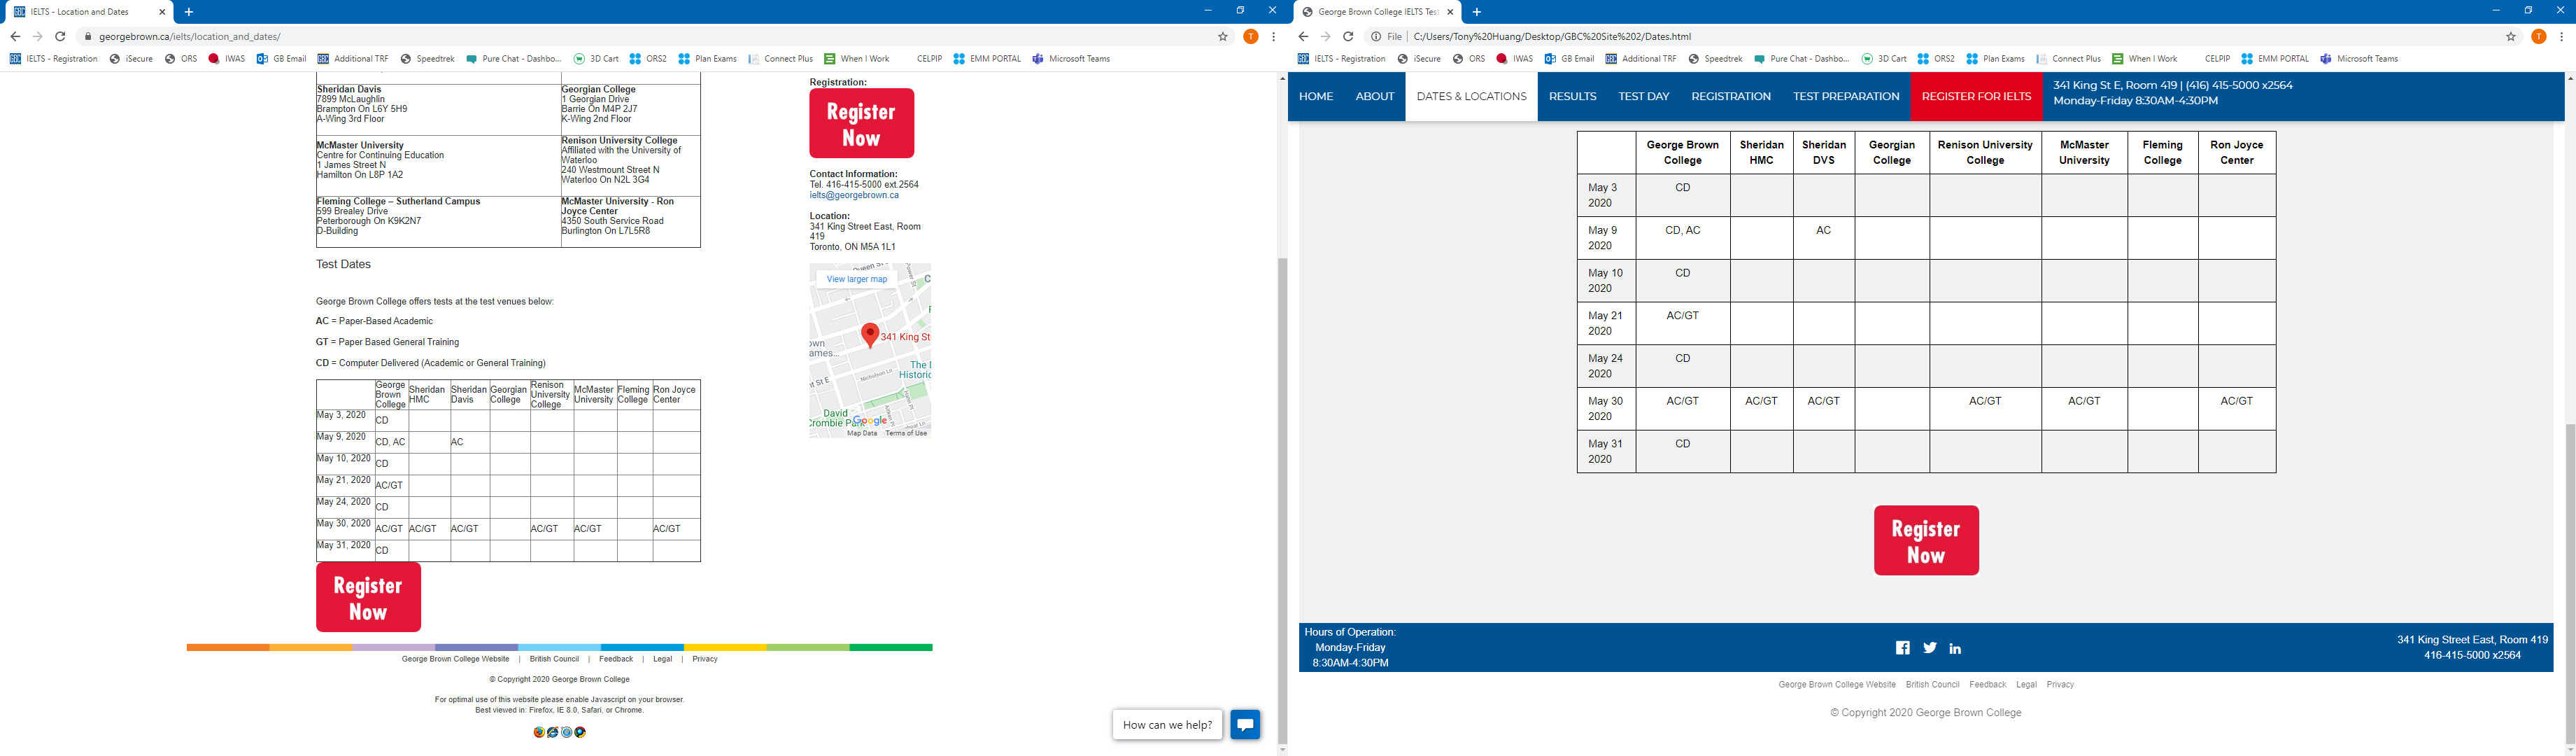 IELTS - Location and Dates
georgebrown.ca/ielts/location_and_dates/
IELTS - Registration iSecure ORS IWAS GB Email Additional TRF Speedtrek Pure Chat - Dashbo... 3D Cart ORS2 Plan Exams Connect Plus When I Work CELPIP EMM PORTAL Microsoft Teams
Sheridan Davis
7899 McLaughlin
Brampton On L6Y 5H9
A-Wing 3rd Floor
Georgian College
1 Georgian Drive
Barrie On M4P 2J7
K-Wing 2nd Floor
McMaster University
Centre for Continuing Education
1 James Street N
Hamilton On L8P 1A2
Renison University College
Affiliated with the University of
Waterloo
240 Westmount Street N
Waterloo On N2L 3G4
Fleming College – Sutherland Campus
599 Brealey Drive
Peterborough On K9K2N7
D-Building
McMaster University - Ron
Joyce Center
4350 South Service Road
Burlington On L7L5R8
Test Dates
George Brown College offers tests at the test venues below:
AC = Paper-Based Academic
GT = Paper Based General Training
CD = Computer Delivered (Academic or General Training)
George Brown College Sheridan HMC Sheridan Davis Georgian College Renison University College McMaster University Fleming College Ron Joyce Center
May 3, 2020 CD
May 9, 2020 CD, AC AC
May 10, 2020 CD
May 21, 2020 AC/GT
May 24, 2020 CD
May 30, 2020 AC/GT AC/GT AC/GT AC/GT AC/GT AC/GT
May 31, 2020 CD
Register
Now
Registration:
Register
Now
Contact Information:
Tel. 416-415-5000 ext.2564
ielts@georgebrown.ca
Location:
341 King Street East, Room
419
Toronto, ON M5A 1L1
View larger map
341 King St
Nicholson Ln
The
Historic
David
Crombie Park
Google
Map Data Terms of Use
George Brown College Website | British Council | Feedback | Legal | Privacy
© Copyright 2020 George Brown College
For optimal use of this website please enable Javascript on your browser.
Best viewed in: Firefox, IE 8.0, Safari, or Chrome.
How can we help?
George Brown College IELTS Test
File | C:/Users/Tony%20Huang/Desktop/GBC%20Site%202/Dates.html
IELTS - Registration iSecure ORS IWAS GB Email Additional TRF Speedtrek Pure Chat - Dashbo... 3D Cart ORS2 Plan Exams Connect Plus When I Work CELPIP EMM PORTAL Microsoft Teams
HOME ABOUT DATES & LOCATIONS RESULTS TEST DAY REGISTRATION TEST PREPARATION REGISTER FOR IELTS
341 King St E, Room 419 | (416) 415-5000 x2564
Monday-Friday 8:30AM-4:30PM
George Brown College Sheridan HMC Sheridan DVS Georgian College Renison University College McMaster University Fleming College Ron Joyce Center
May 3 2020 CD
May 9 2020 CD, AC AC
May 10 2020 CD
May 21 2020 AC/GT
May 24 2020 CD
May 30 2020 AC/GT AC/GT AC/GT AC/GT AC/GT AC/GT
May 31 2020 CD
Register
Now
Hours of Operation:
Monday-Friday
8:30AM-4:30PM
341 King Street East, Room 419
416-415-5000 x2564
George Brown College Website British Council Feedback Legal Privacy
© Copyright 2020 George Brown College